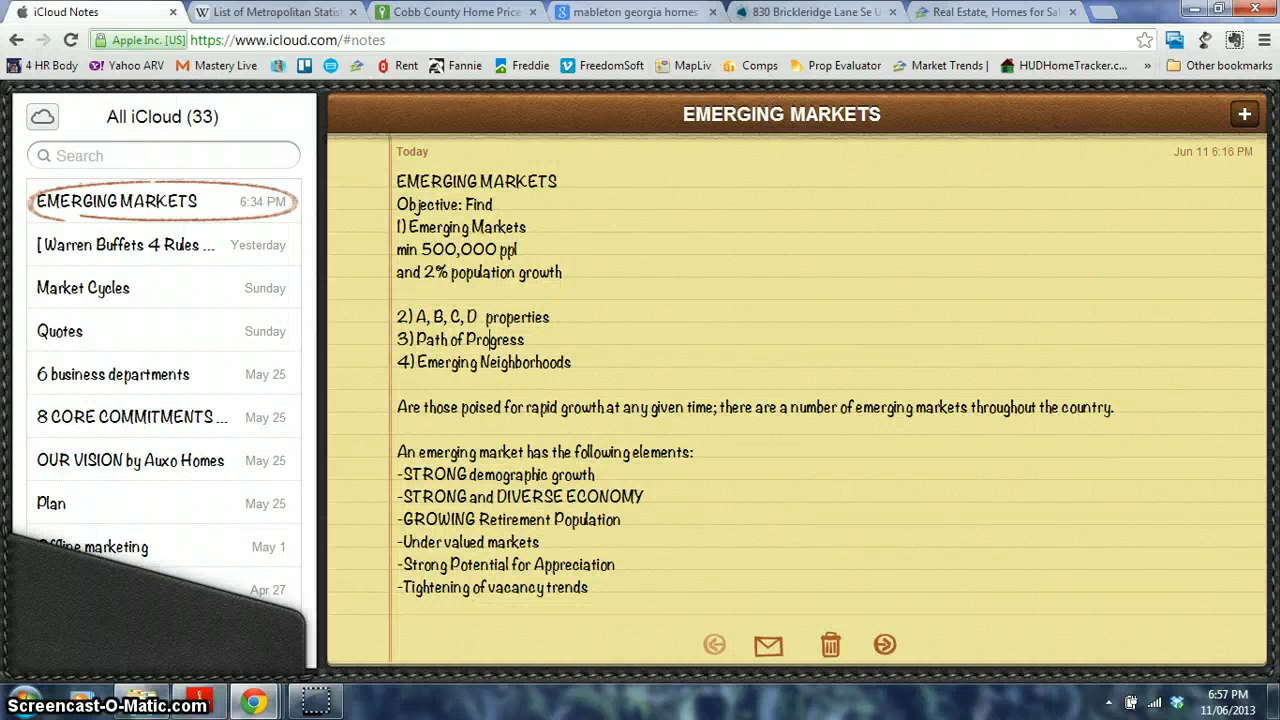 iCloud Notes
List of Metropolitan Statist
Cobb County Home Price
mableton georgia homes
830 Brickleridge Lane Se U
Real Estate, Homes for Sal
Apple Inc. [US] https://www.icloud.com/#notes
4 HR Body
Yahoo ARV
Mastery Live
Rent
Fannie
Freddie
FreedomSoft
MapLiv
Comps
Prop Evaluator
Market Trends |
HUDHomeTracker.c...
»
Other bookmarks
All iCloud (33)
Search
EMERGING MARKETS 6:34 PM
[ Warren Buffets 4 Rules ... Yesterday
Market Cycles Sunday
Quotes Sunday
6 business departments May 25
8 CORE COMMITMENTS ... May 25
OUR VISION by Auxo Homes May 25
Plan May 25
Offline marketing May 1
Apr 27
EMERGING MARKETS
+
Today Jun 11 6:16 PM
EMERGING MARKETS
Objective: Find
1) Emerging Markets
min 500,000 ppl
and 2% population growth
2) A, B, C, D properties
3) Path of Progress
4) Emerging Neighborhoods
Are those poised for rapid growth at any given time; there are a number of emerging markets throughout the country.
An emerging market has the following elements:
-STRONG demographic growth
-STRONG and DIVERSE ECONOMY
-GROWING Retirement Population
-Under valued markets
-Strong Potential for Appreciation
-Tightening of vacancy trends
Screencast-O-Matic.com
6:57 PM
11/06/2013